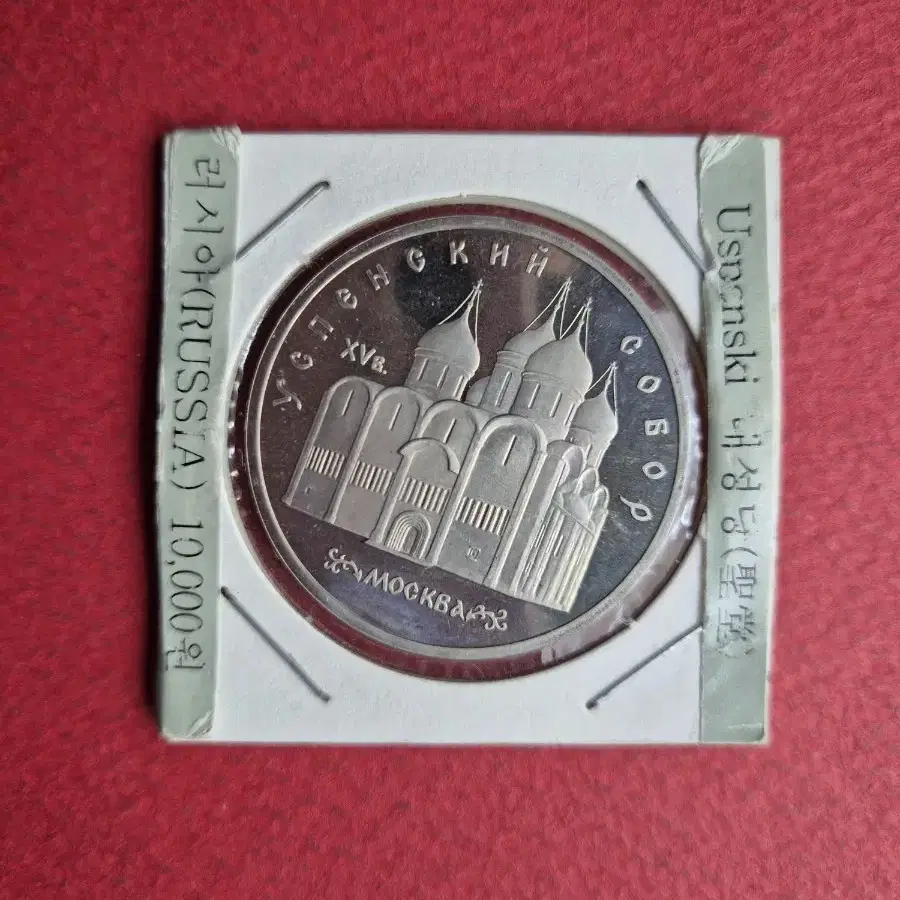 러시아(RUSSIA) 10,000원
УСПЕНСКИЙ СОБОР
XVв.
МОСКВА
Uspenski 대성당(聖堂)